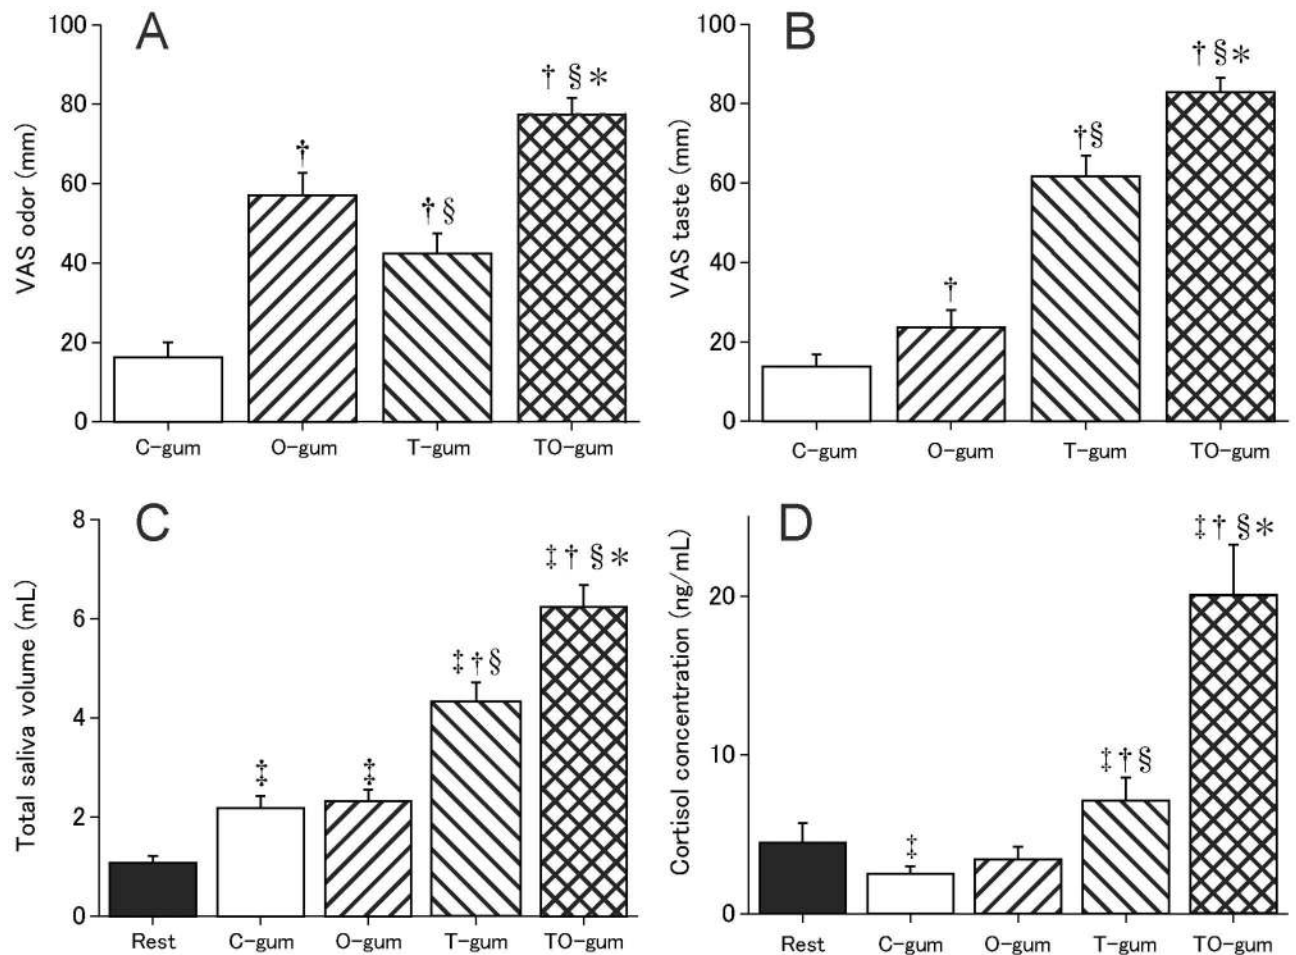 A
VAS odor (mm)
100
80
60
40
20
0
†
†§
†§*
C-gum
O-gum
T-gum
TO-gum
B
VAS taste (mm)
100
80
60
40
20
0
†
†§
†§*
C-gum
O-gum
T-gum
TO-gum
C
Total saliva volume (mL)
8
6
4
2
0
‡
‡
‡†§
‡†§*
Rest
C-gum
O-gum
T-gum
TO-gum
D
Cortisol concentration (ng/mL)
20
10
0
‡
‡†§
‡†§*
Rest
C-gum
O-gum
T-gum
TO-gum